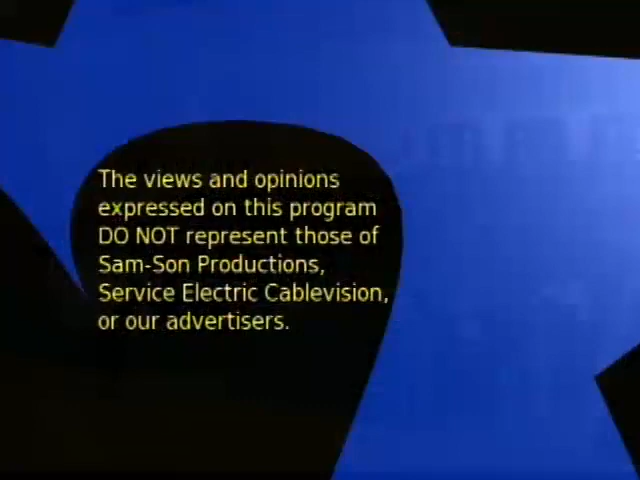 The views and opinions
expressed on this program
DO NOT represent those of
Sam-Son Productions,
Service Electric Cablevision,
or our advertisers.